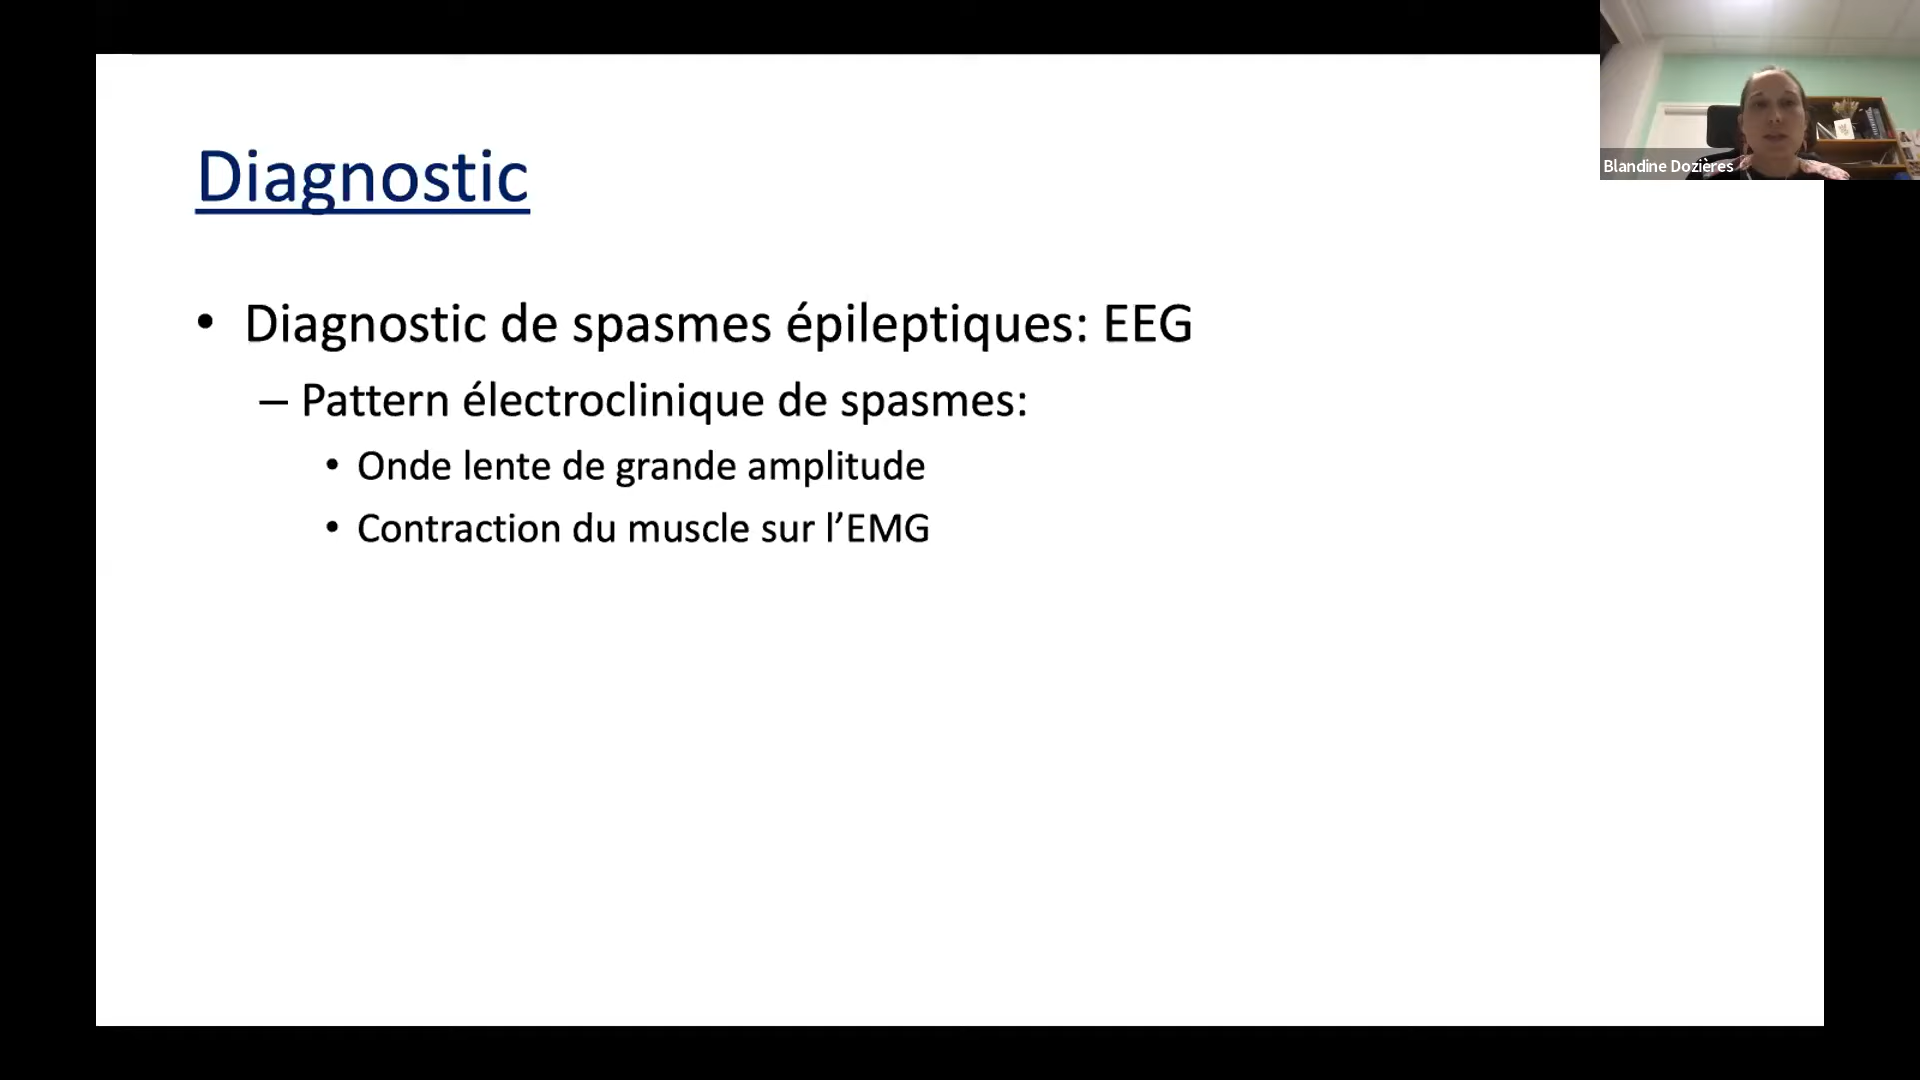 Diagnostic
• Diagnostic de spasmes épileptiques: EEG
– Pattern électroclinique de spasmes:
• Onde lente de grande amplitude
• Contraction du muscle sur l’EMG
Blandine Dozières